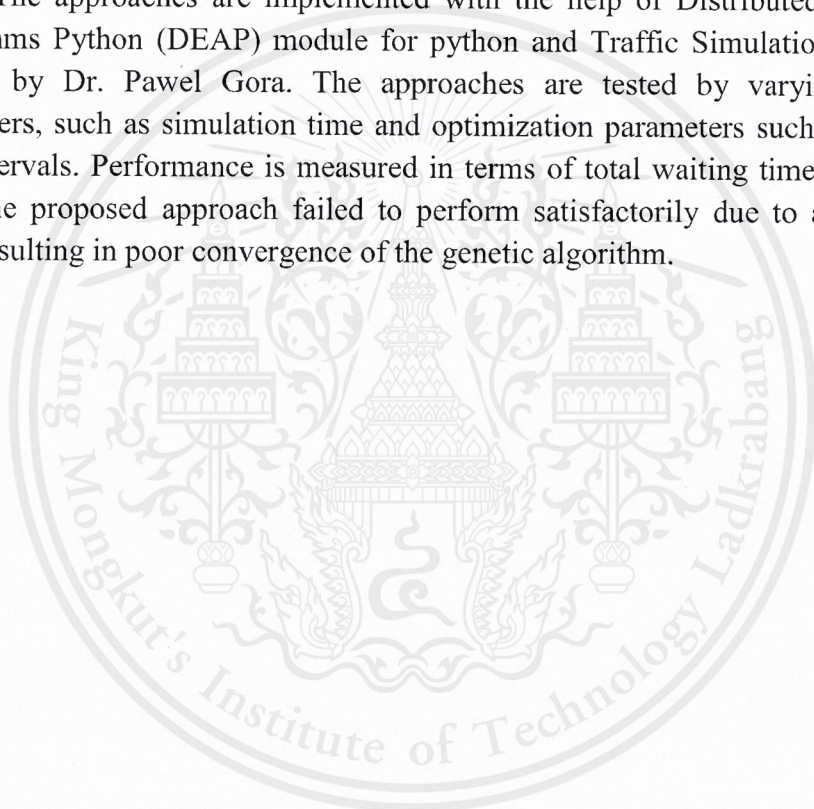 The approaches are implemented with the help of Distributed
ms Python (DEAP) module for python and Traffic Simulatio
by Dr. Pawel Gora. The approaches are tested by varyi
ers, such as simulation time and optimization parameters such
ervals. Performance is measured in terms of total waiting time
e proposed approach failed to perform satisfactorily due to a
sulting in poor convergence of the genetic algorithm.
King Mongkut's Institute of Technology Ladkrabang